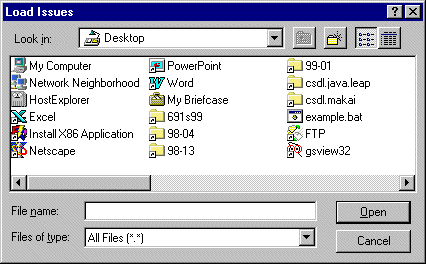 Load Issues
Look in: Desktop
My Computer PowerPoint 99-01
Network Neighborhood Word csdl.java.leap
HostExplorer My Briefcase csdl.makai
Excel 691s99 example.bat
Install X86 Application 98-04 FTP
Netscape 98-13 gsview32
File name: Open
Files of type: All Files (*.*) Cancel